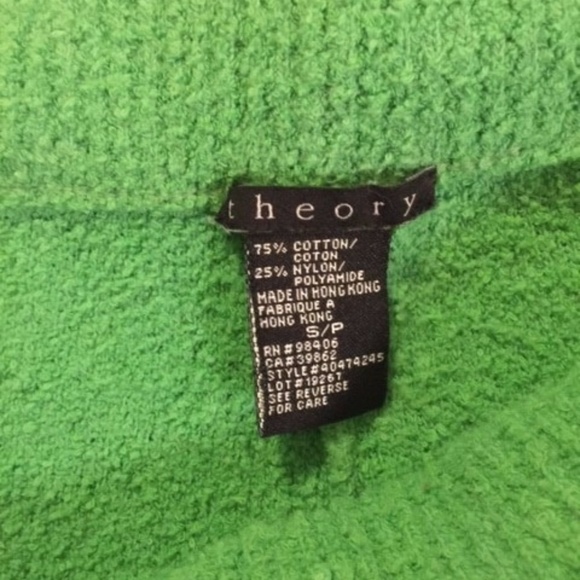 theory
75% COTTON/
COTON
25% NYLON/
POLYAMIDE
MADE IN HONG KONG
FABRIQUE A
HONG KONG
S/P
RN#98406
CA#39862
STYLE#40474245
LOT#19267
SEE REVERSE
FOR CARE